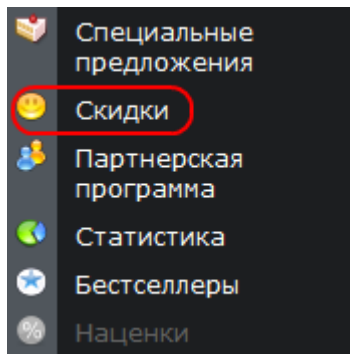 Специальные
предложения
Скидки
Партнерская
программа
Статистика
Бестселлеры
Наценки